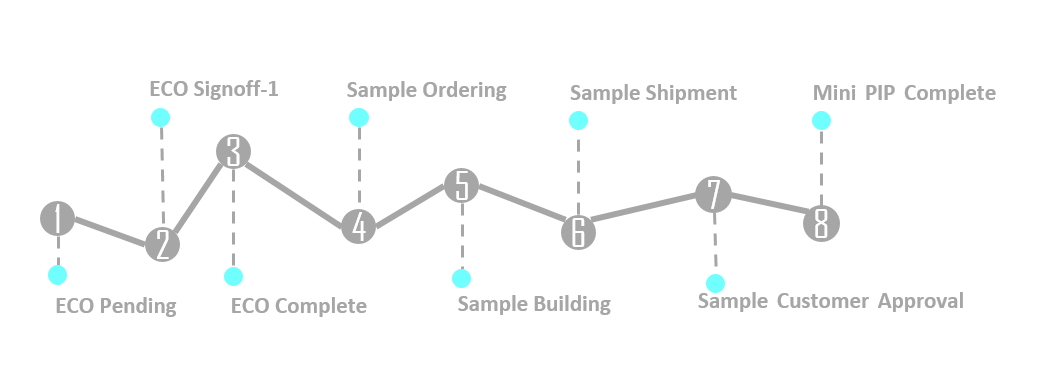 ECO Signoff-1
Sample Ordering
Sample Shipment
Mini PIP Complete
1
2
3
4
5
6
7
8
ECO Pending
ECO Complete
Sample Building
Sample Customer Approval